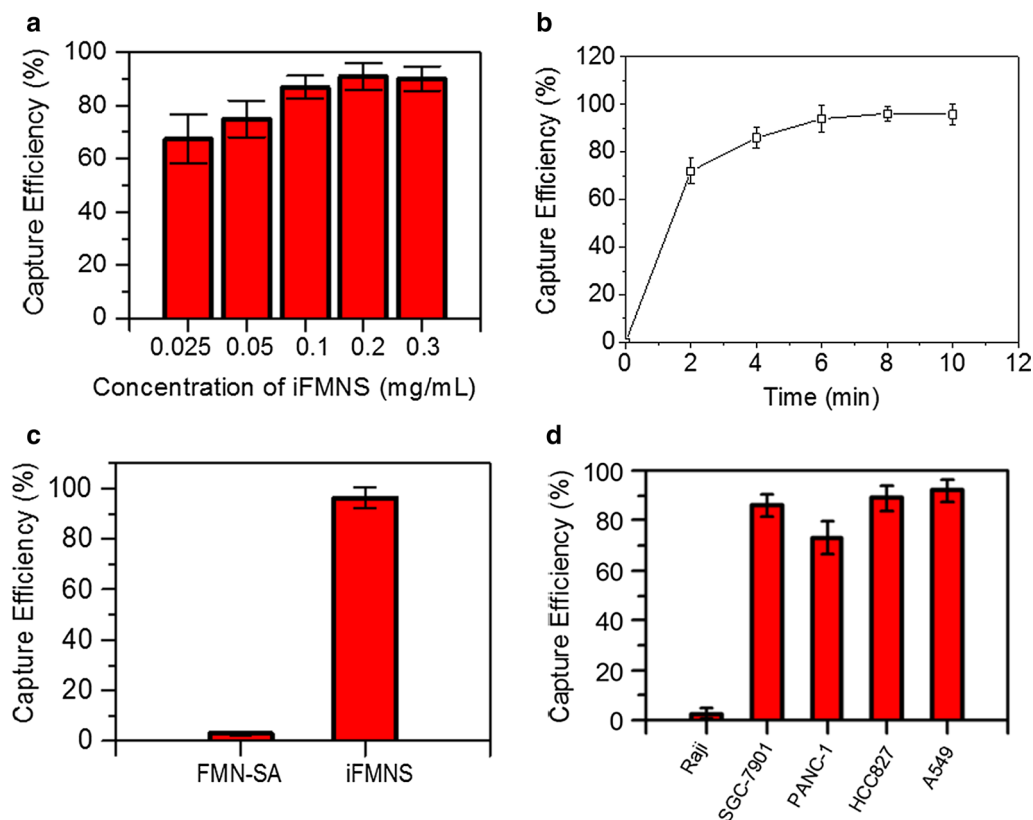 a
Capture Efficiency (%)
100
80
60
40
20
0
0.025 0.05 0.1 0.2 0.3
Concentration of iFMNS (mg/mL)
b
Capture Efficiency (%)
120
100
80
60
40
20
0
0 2 4 6 8 10 12
Time (min)
c
Capture Efficiency (%)
100
80
60
40
20
0
FMN-SA iFMNS
d
Capture Efficiency (%)
100
80
60
40
20
0
Raji SGC-7901 PANC-1 HCC827 A549